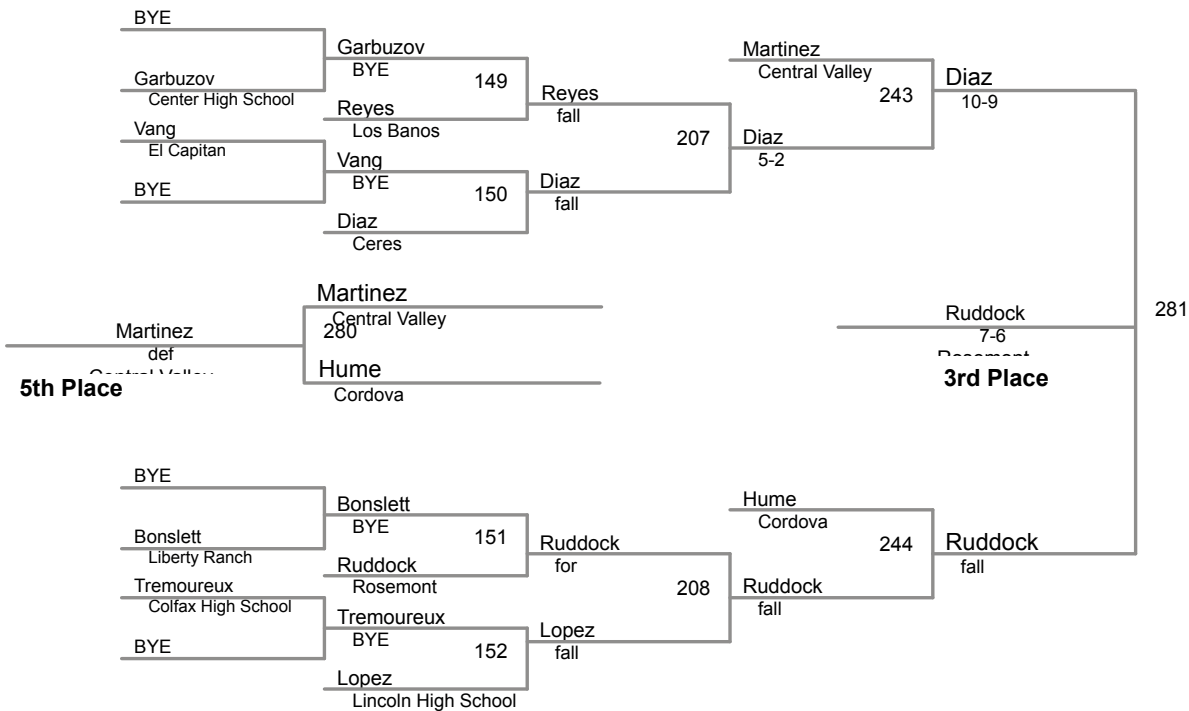 BYE
Garbuzov
BYE
149
Garbuzov
Center High School
Reyes
Los Banos
Reyes
fall
Martinez
Central Valley
243
Diaz
10-9
Vang
El Capitan
Vang
BYE
150
BYE
Diaz
Ceres
Diaz
fall
207
Diaz
5-2
Martinez
Central Valley
280
Martinez
def
Central Valley
5th Place
Hume
Cordova
Ruddock
7-6
Rosemont
3rd Place
281
BYE
Bonslett
BYE
151
Bonslett
Liberty Ranch
Ruddock
Rosemont
Ruddock
for
Hume
Cordova
244
Ruddock
fall
Tremoureux
Colfax High School
Tremoureux
BYE
152
BYE
Lopez
Lincoln High School
Lopez
fall
208
Ruddock
fall